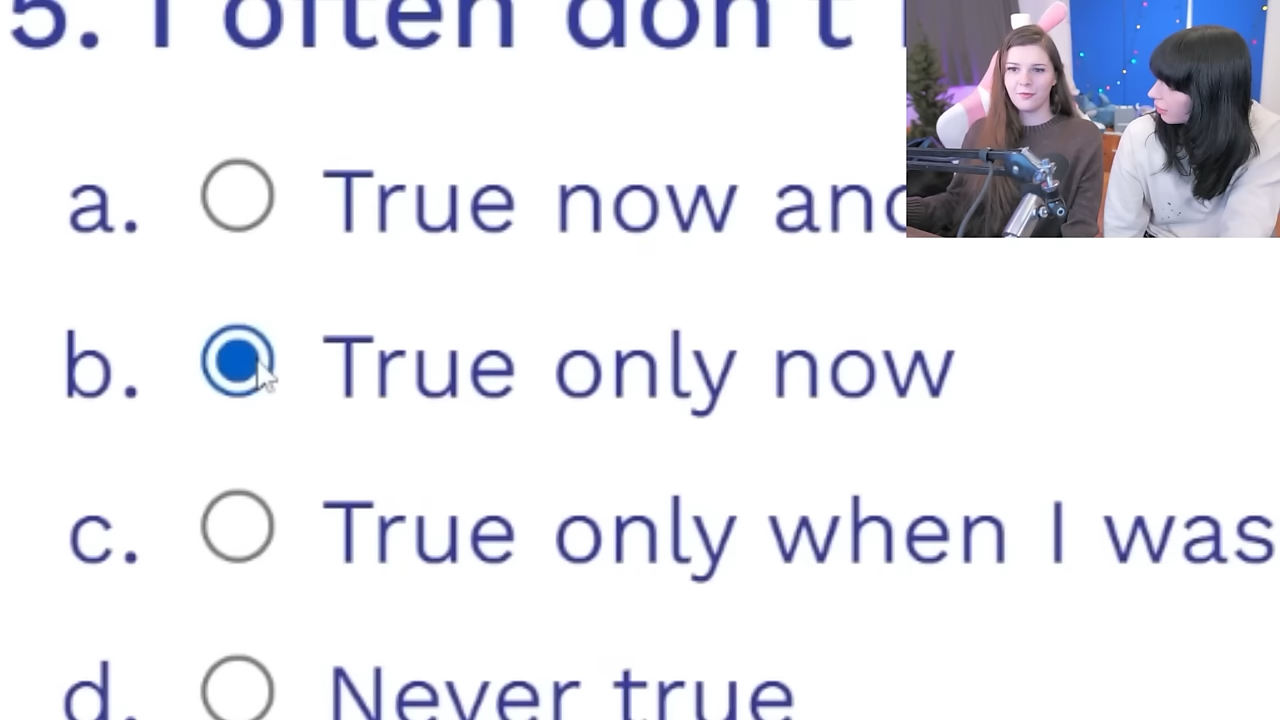 5. I often don't
a. True now and
b. True only now
c. True only when I was
d. Never true